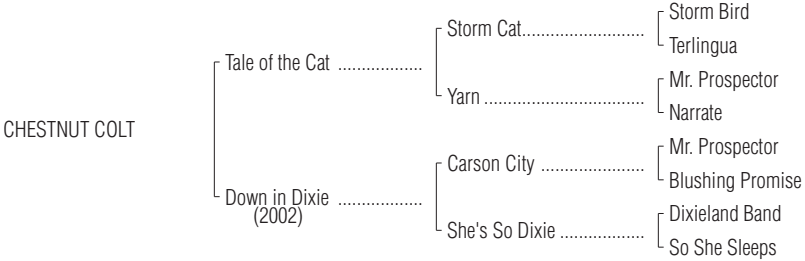 Storm Bird
Storm Cat........................
Terlingua
Tale of the Cat .................
Mr. Prospector
Yarn ................................
Narrate
CHESTNUT COLT
Mr. Prospector
Carson City .....................
Blushing Promise
Down in Dixie .................
(2002)
Dixieland Band
She's So Dixie .................
So She Sleeps